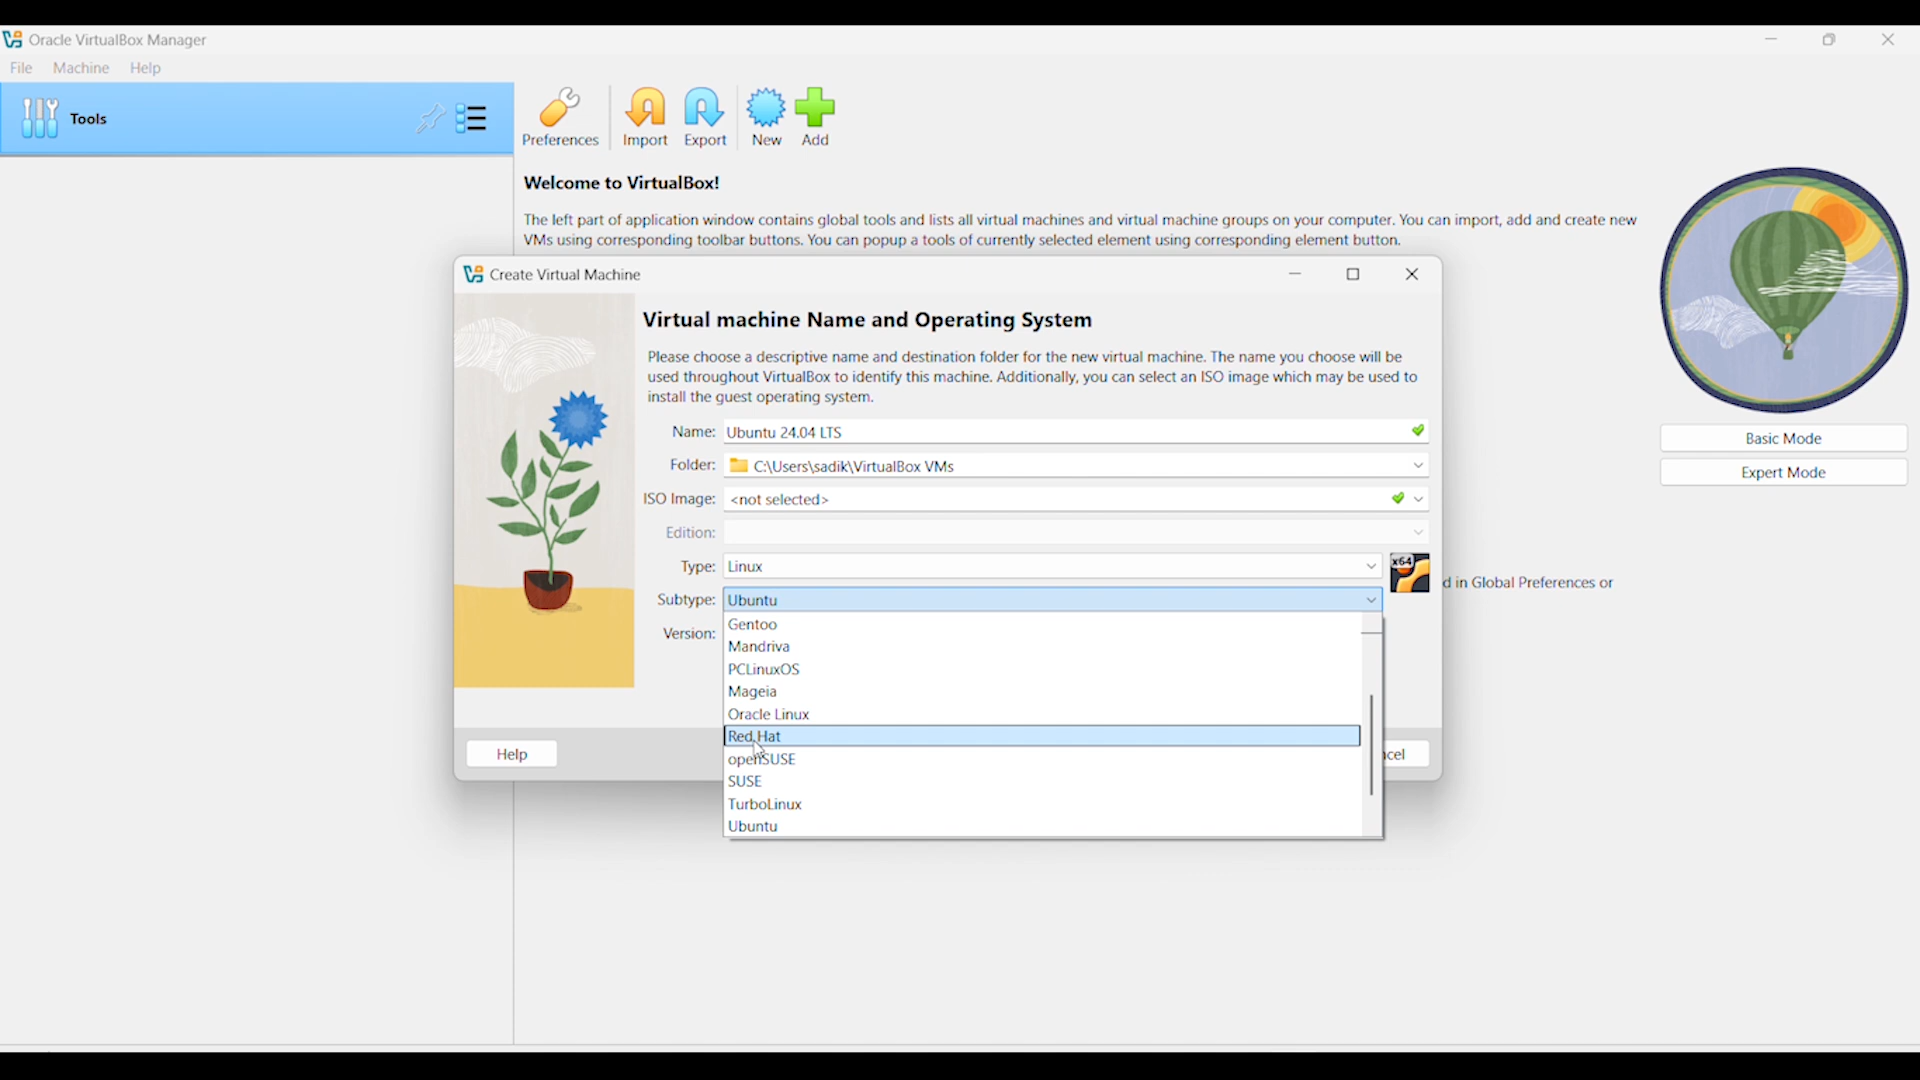 Oracle VirtualBox Manager
File Machine Help
Tools
Preferences Import Export New Add
Welcome to VirtualBox!
The left part of application window contains global tools and lists all virtual machines and virtual machine groups on your computer. You can import, add and create new
VMs using corresponding toolbar buttons. You can popup a tools of currently selected element using corresponding element button.
Create Virtual Machine
Virtual machine Name and Operating System
Please choose a descriptive name and destination folder for the new virtual machine. The name you choose will be
used throughout VirtualBox to identify this machine. Additionally, you can select an ISO image which may be used to
install the guest operating system.
Name: Ubuntu 24.04 LTS
Folder: C:\Users\sadik\VirtualBox VMs
ISO Image: <not selected>
Edition:
Type: Linux
x64
d in Global Preferences or
Subtype: Ubuntu
Version:
Gentoo
Mandriva
PCLinuxOS
Mageia
Oracle Linux
Red Hat
openSUSE
SUSE
TurboLinux
Ubuntu
Help
cel
Basic Mode
Expert Mode